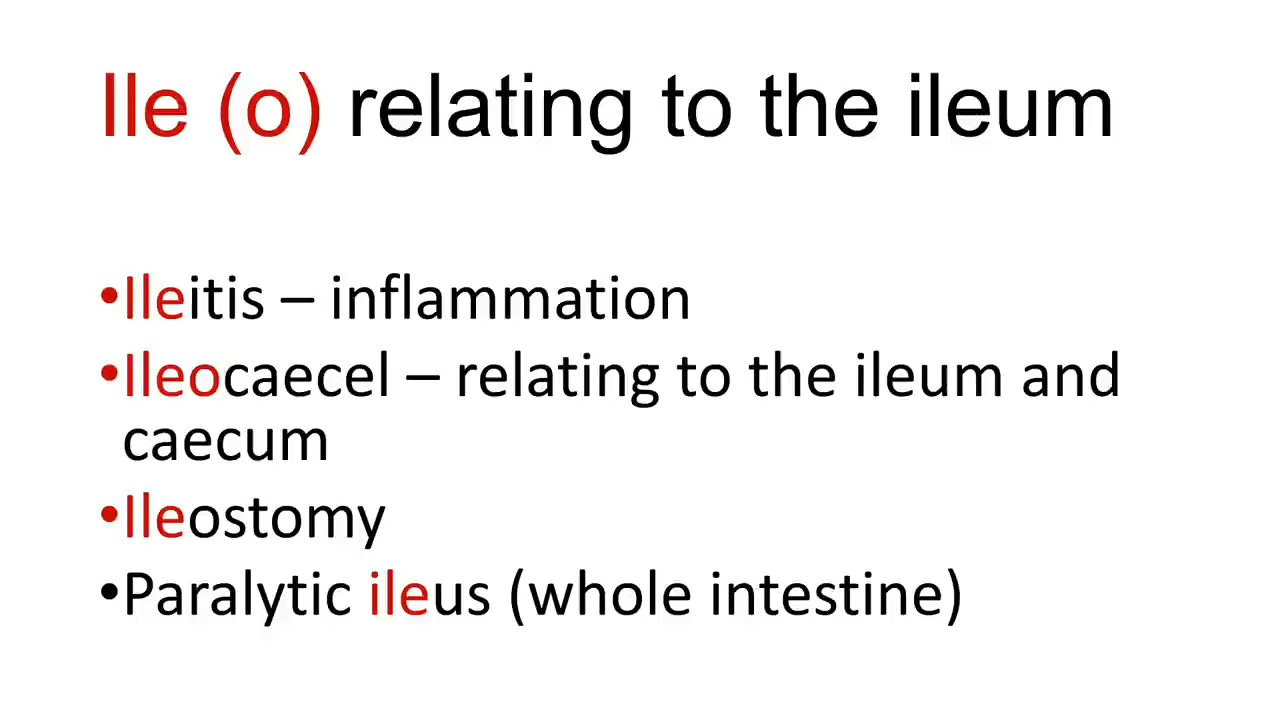 Ile (o) relating to the ileum
•Ileitis – inflammation
•Ileocaecel – relating to the ileum and
caecum
•Ileostomy
•Paralytic ileus (whole intestine)